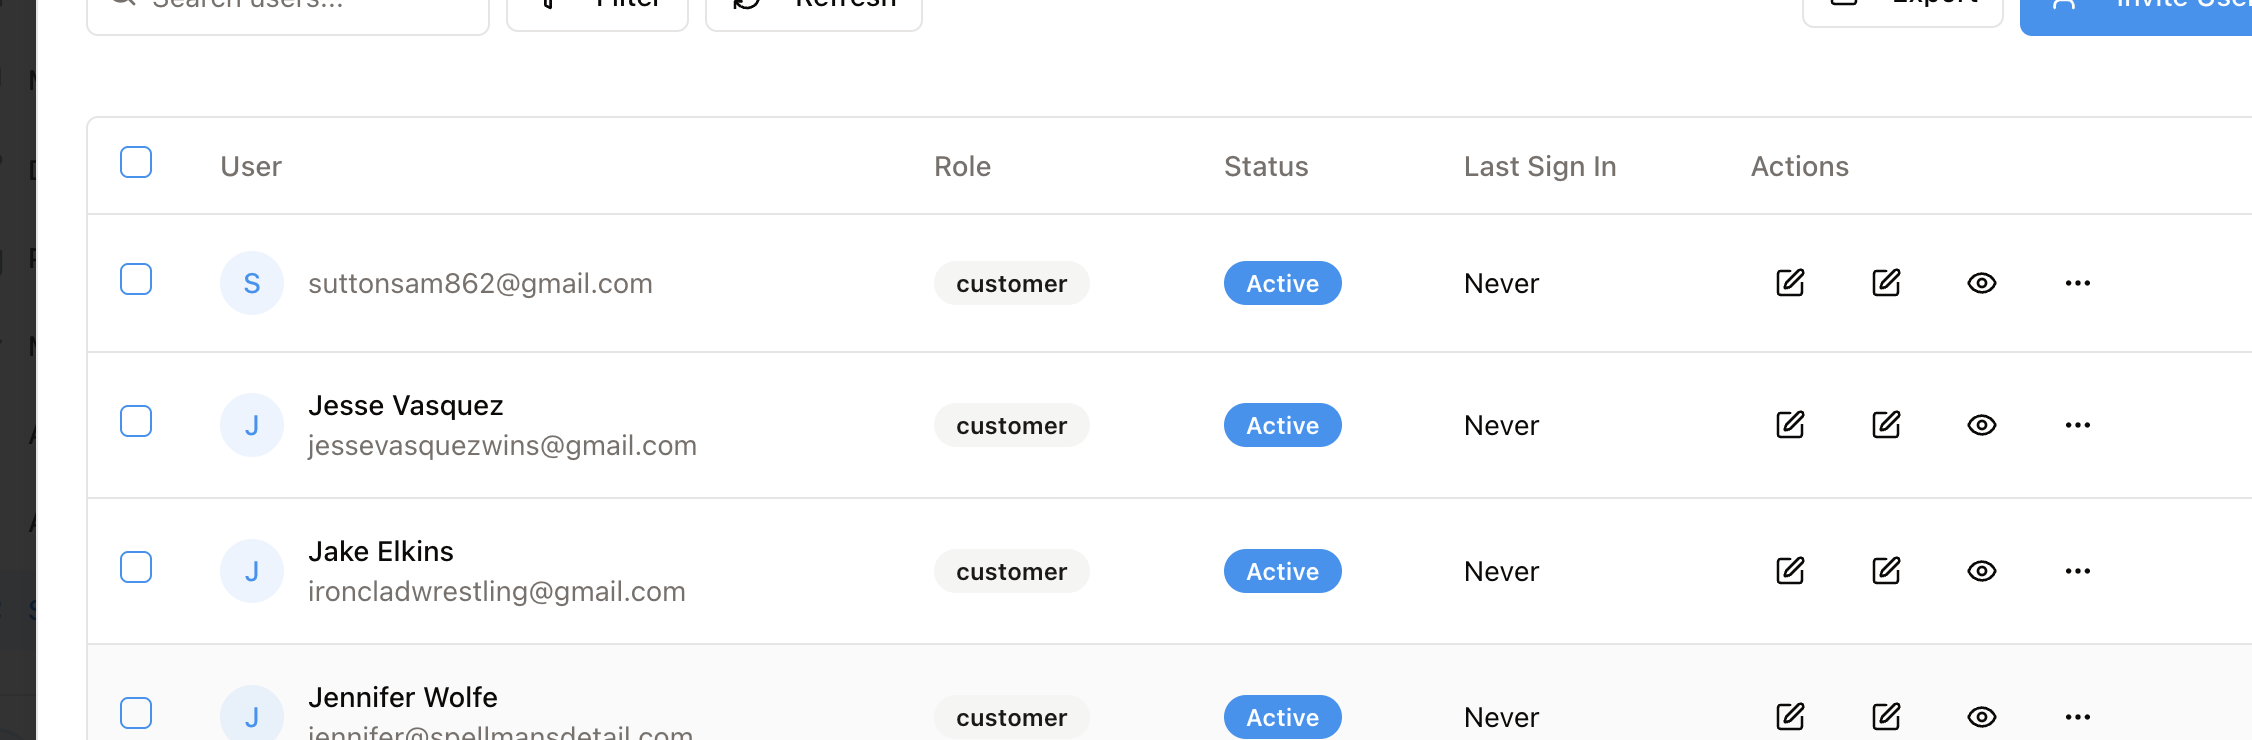 Search users...
Filter
Refresh
Export
Invite User
User Role Status Last Sign In Actions
S suttonsam862@gmail.com customer Active Never
J Jesse Vasquez
jessevasquezwins@gmail.com customer Active Never
J Jake Elkins
ironcladwrestling@gmail.com customer Active Never
J Jennifer Wolfe
jennifer@spellmansdetail.com customer Active Never